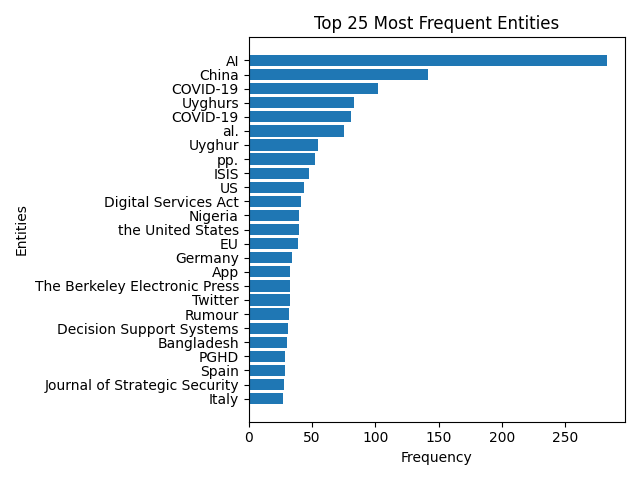 Top 25 Most Frequent Entities
AI
China
COVID-19
Uyghurs
COVID-19
al.
Uyghur
pp.
ISIS
US
Digital Services Act
Nigeria
the United States
EU
Germany
App
The Berkeley Electronic Press
Twitter
Rumour
Decision Support Systems
Bangladesh
PGHD
Spain
Journal of Strategic Security
Italy
Entities
0 50 100 150 200 250
Frequency